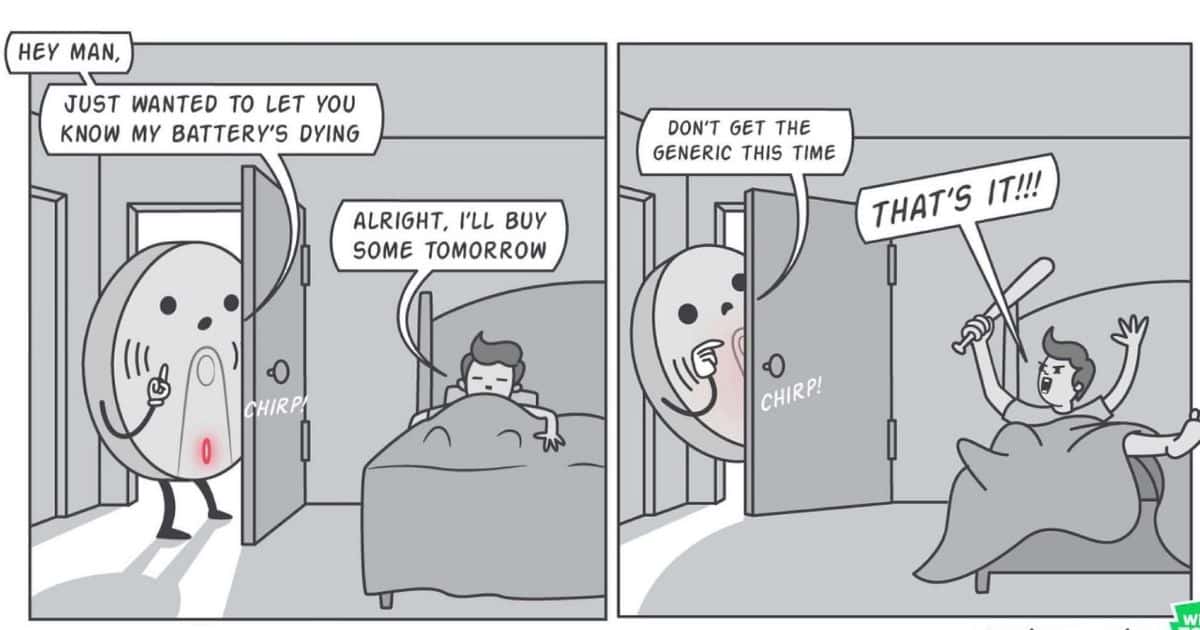 HEY MAN,
JUST WANTED TO LET YOU
KNOW MY BATTERY'S DYING
ALRIGHT, I'LL BUY
SOME TOMORROW
CHIRP!
DON'T GET THE
GENERIC THIS TIME
THAT'S IT!!!
CHIRP!